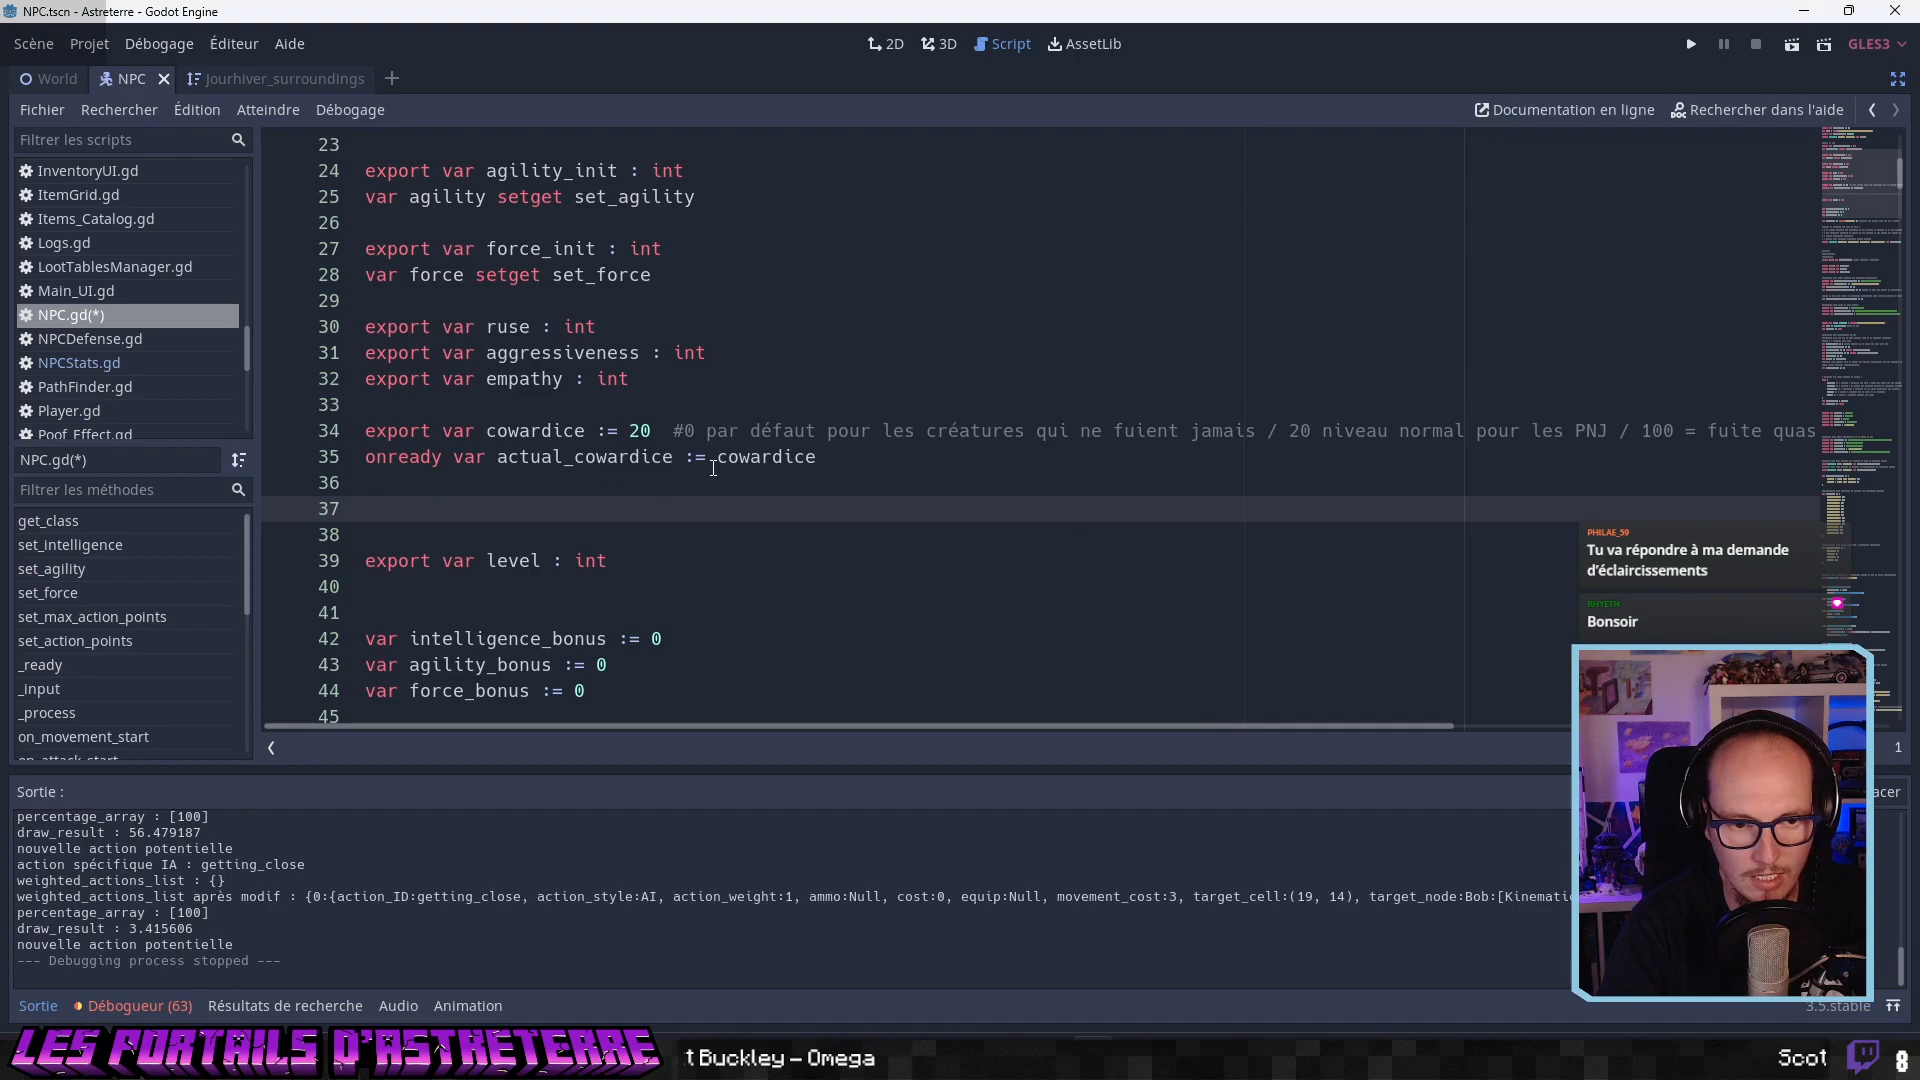 NPC.tscn - Astreterre - Godot Engine
Scène Projet Débogage Éditeur Aide
2D 3D Script AssetLib
GLES3
World NPC Jourhiver_surroundings
Fichier Rechercher Édition Atteindre Débogage
Documentation en ligne Rechercher dans l'aide
Filtrer les scripts
InventoryUI.gd
ItemGrid.gd
Items_Catalog.gd
Logs.gd
LootTablesManager.gd
Main_UI.gd
NPC.gd(*)
NPCDefense.gd
NPCStats.gd
PathFinder.gd
Player.gd
Poof_Effect.gd
NPC.gd(*)
Filtrer les méthodes
get_class
set_intelligence
set_agility
set_force
set_max_action_points
set_action_points
_ready
_input
_process
on_movement_start
on_attack_start
23
24 export var agility_init : int
25 var agility setget set_agility
26
27 export var force_init : int
28 var force setget set_force
29
30 export var ruse : int
31 export var aggressiveness : int
32 export var empathy : int
33
34 export var cowardice := 20 #0 par défaut pour les créatures qui ne fuient jamais / 20 niveau normal pour les PNJ / 100 = fuite quas
35 onready var actual_cowardice := cowardice
36
37
38
39 export var level : int
40
41
42 var intelligence_bonus := 0
43 var agility_bonus := 0
44 var force_bonus := 0
45
1
PHILAE_59
Tu va répondre à ma demande
d'éclaircissements
RHYETH
Bonsoir
Sortie :
acer
percentage_array : [100]
draw_result : 56.479187
nouvelle action potentielle
action spécifique IA : getting_close
weighted_actions_list : {}
weighted_actions_list après modif : {0:{action_ID:getting_close, action_style:AI, action_weight:1, ammo:Null, cost:0, equip:Null, movement_cost:3, target_cell:(19, 14), target_node:Bob:[Kinemati
percentage_array : [100]
draw_result : 3.415606
nouvelle action potentielle
--- Debugging process stopped ---
Sortie Débogueur (63) Résultats de recherche Audio Animation
3.5.stable
LES PORTAILS D'ASTRETERRE
t Buckley – Omega
Scot
8